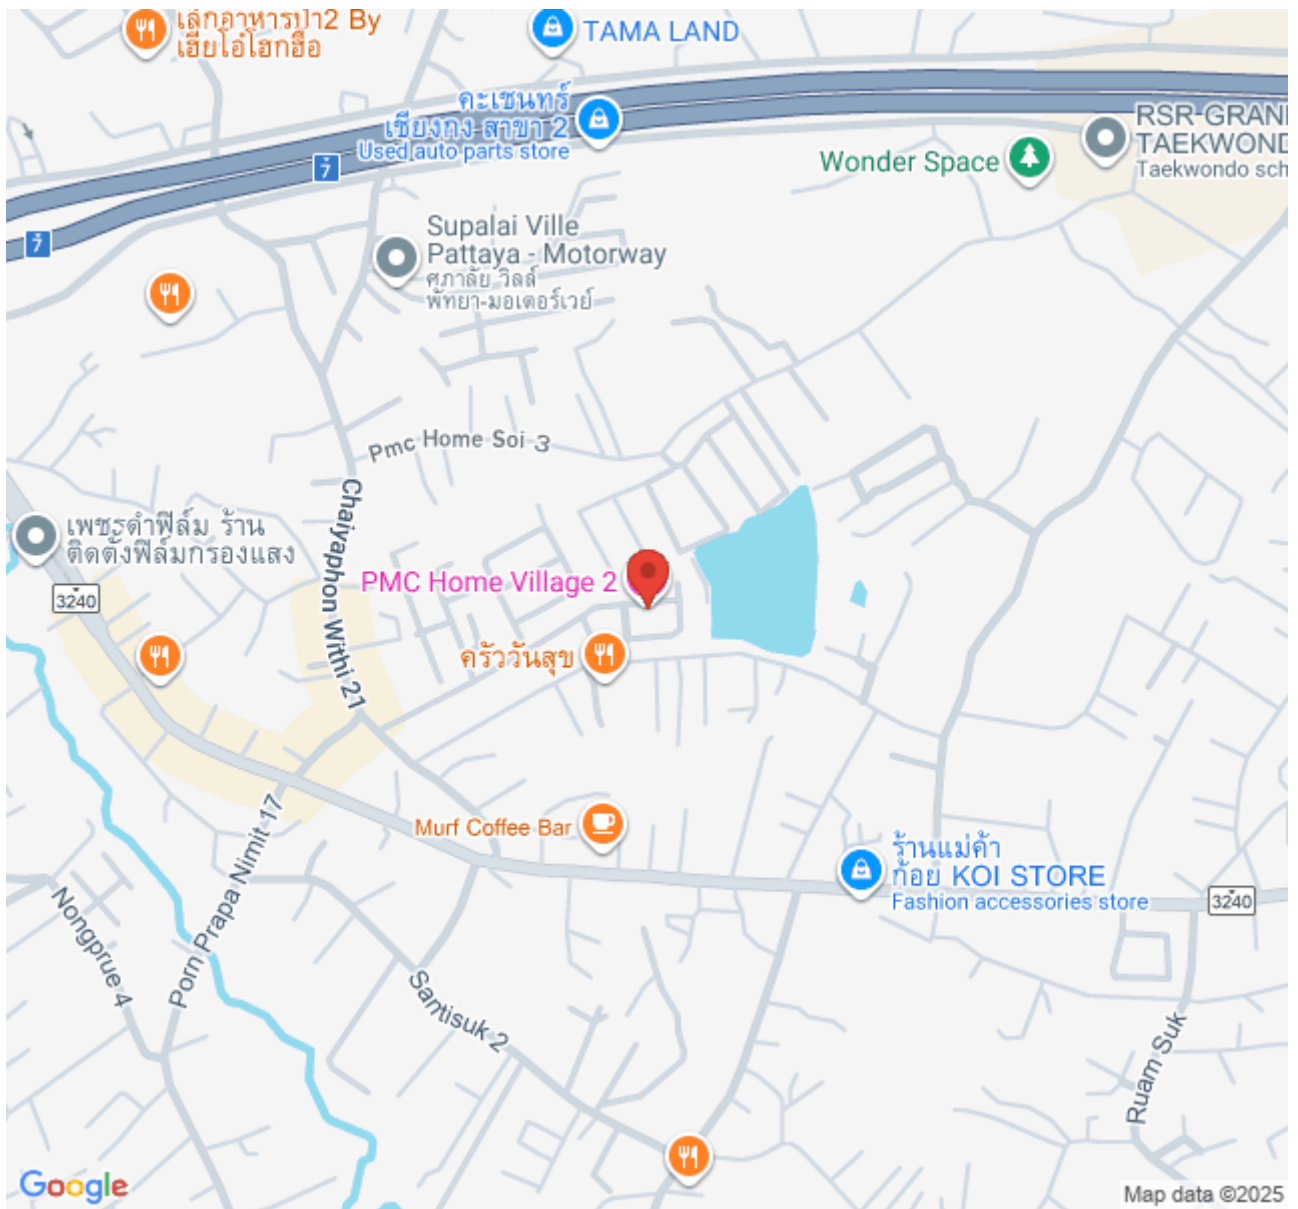 เล็กอาหารป่า2 By
เฮียโอ๋โฮกฮือ
TAMA LAND
คะเชนทร์
เชียงกง สาขา 2
Used auto parts store
RSR GRAN
TAEKWOND
Taekwondo sch
Wonder Space
7
7
Supalai Ville
Pattaya - Motorway
ศุภาลัย วิลล์
พัทยา-มอเตอร์เวย์
Pmc Home Soi 3
Chaiyaphon Withi 21
เพชรดำฟิล์ม ร้าน
ติดตั้งฟิล์มกรองแสง
PMC Home Village 2
3240
ครัววันสุข
Murf Coffee Bar
Porn Prapa Nimit 17
ร้านแม่ค้า
ก้อย KOI STORE
Fashion accessories store
3240
Nongprue 4
Santisuk 2
Ruam Suk
Google
Map data ©2025